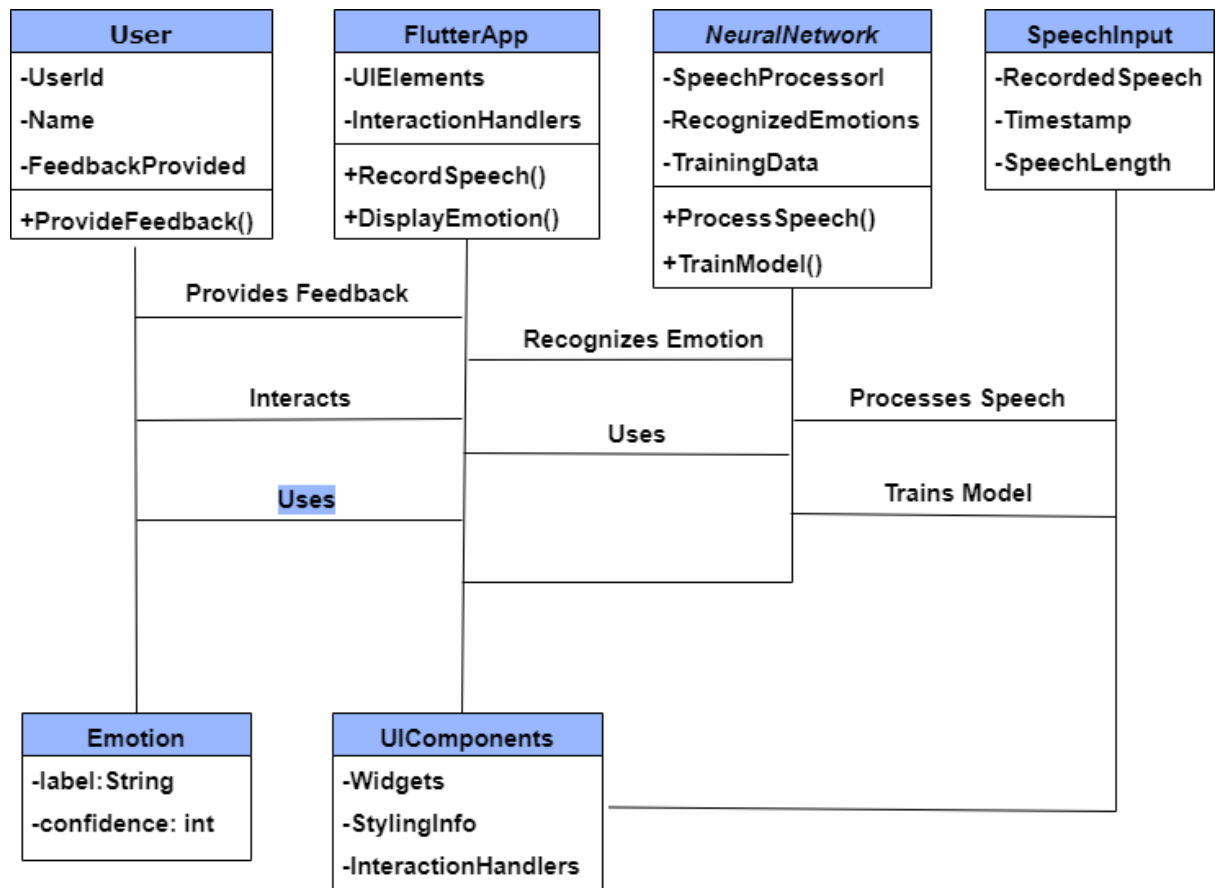 User
-UserId
-Name
-FeedbackProvided
+ProvideFeedback()
FlutterApp
-UIElements
-InteractionHandlers
+RecordSpeech()
+DisplayEmotion()
NeuralNetwork
-SpeechProcessorl
-RecognizedEmotions
-TrainingData
+ProcessSpeech()
+TrainModel()
SpeechInput
-RecordedSpeech
-Timestamp
-SpeechLength
Provides Feedback
Recognizes Emotion
Interacts
Processes Speech
Uses
Trains Model
Uses
Emotion
-label:String
-confidence: int
UIComponents
-Widgets
-StylingInfo
-InteractionHandlers